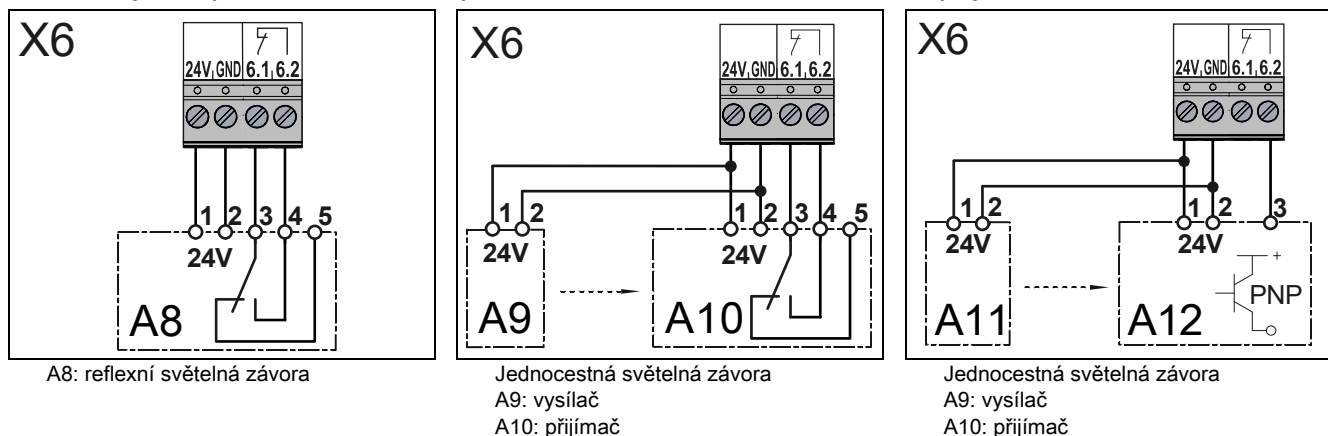 X6
24V GND 6.1 6.2
1 2 3 4 5
24V
A8
A8: reflexní světelná závora
X6
24V GND 6.1 6.2
1 2
24V
A9
1 2 3 4 5
24V
A10
Jednocestná světelná závora
A9: vysílač
A10: přijímač
X6
24V GND 6.1 6.2
1 2
24V
A11
1 2 3
24V
+
PNP
A12
Jednocestná světelná závora
A9: vysílač
A10: přijímač